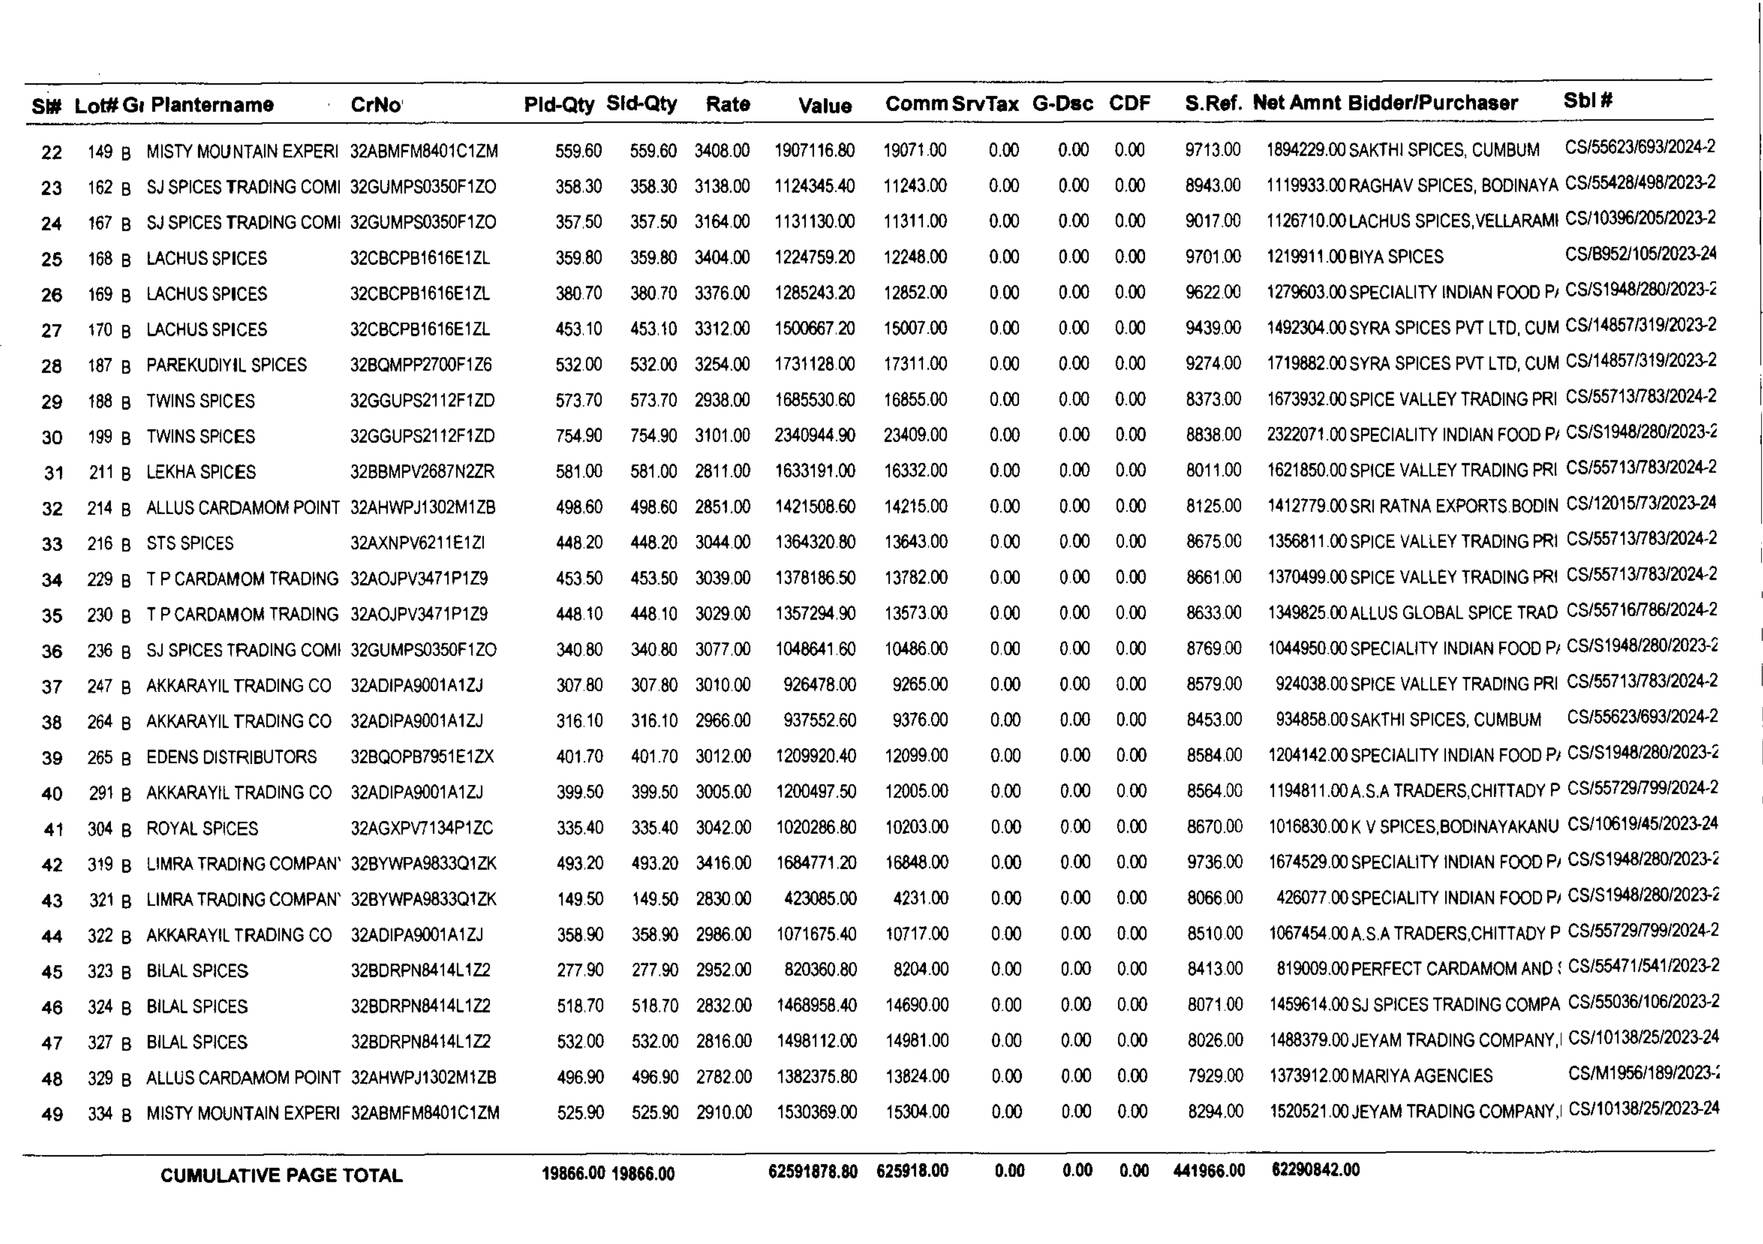 Sl# Lot# Gr Plantername CrNo Pld-Qty Sld-Qty Rate Value Comm SrvTax G-Dsc CDF S.Ref. Net Amnt Bidder/Purchaser Sbl #
22 149 B MISTY MOUNTAIN EXPERI 32ABMFM8401C1ZM 559.60 559.60 3408.00 1907116.80 19071.00 0.00 0.00 0.00 9713.00 1894229.00 SAKTHI SPICES, CUMBUM CS/55623/693/2024-2
23 162 B SJ SPICES TRADING COMI 32GUMPS0350F1ZO 358.30 358.30 3138.00 1124345.40 11243.00 0.00 0.00 0.00 8943.00 1119933.00 RAGHAV SPICES, BODINAYA CS/55428/498/2023-2
24 167 B SJ SPICES TRADING COMI 32GUMPS0350F1ZO 357.50 357.50 3164.00 1131130.00 11311.00 0.00 0.00 0.00 9017.00 1126710.00 LACHUS SPICES,VELLARAMI CS/10396/205/2023-2
25 168 B LACHUS SPICES 32CBCPB1616E1ZL 359.80 359.80 3404.00 1224759.20 12248.00 0.00 0.00 0.00 9701.00 1219911.00 BIYA SPICES CS/B952/105/2023-24
26 169 B LACHUS SPICES 32CBCPB1616E1ZL 380.70 380.70 3376.00 1285243.20 12852.00 0.00 0.00 0.00 9622.00 1279603.00 SPECIALITY INDIAN FOOD P/ CS/S1948/280/2023-2
27 170 B LACHUS SPICES 32CBCPB1616E1ZL 453.10 453.10 3312.00 1500667.20 15007.00 0.00 0.00 0.00 9439.00 1492304.00 SYRA SPICES PVT LTD, CUM CS/14857/319/2023-2
28 187 B PAREKUDIYIL SPICES 32BQMPP2700F1Z6 532.00 532.00 3254.00 1731128.00 17311.00 0.00 0.00 0.00 9274.00 1719882.00 SYRA SPICES PVT LTD, CUM CS/14857/319/2023-2
29 188 B TWINS SPICES 32GGUPS2112F1ZD 573.70 573.70 2938.00 1685530.60 16855.00 0.00 0.00 0.00 8373.00 1673932.00 SPICE VALLEY TRADING PRI CS/55713/783/2024-2
30 199 B TWINS SPICES 32GGUPS2112F1ZD 754.90 754.90 3101.00 2340944.90 23409.00 0.00 0.00 0.00 8838.00 2322071.00 SPECIALITY INDIAN FOOD P/ CS/S1948/280/2023-2
31 211 B LEKHA SPICES 32BBMPV2687N2ZR 581.00 581.00 2811.00 1633191.00 16332.00 0.00 0.00 0.00 8011.00 1621850.00 SPICE VALLEY TRADING PRI CS/55713/783/2024-2
32 214 B ALLUS CARDAMOM POINT 32AHWPJ1302M1ZB 498.60 498.60 2851.00 1421508.60 14215.00 0.00 0.00 0.00 8125.00 1412779.00 SRI RATNA EXPORTS.BODIN CS/12015/73/2023-24
33 216 B STS SPICES 32AXNPV6211E1ZI 448.20 448.20 3044.00 1364320.80 13643.00 0.00 0.00 0.00 8675.00 1356811.00 SPICE VALLEY TRADING PRI CS/55713/783/2024-2
34 229 B T P CARDAMOM TRADING 32AOJPV3471P1Z9 453.50 453.50 3039.00 1378186.50 13782.00 0.00 0.00 0.00 8661.00 1370499.00 SPICE VALLEY TRADING PRI CS/55713/783/2024-2
35 230 B T P CARDAMOM TRADING 32AOJPV3471P1Z9 448.10 448.10 3029.00 1357294.90 13573.00 0.00 0.00 0.00 8633.00 1349825.00 ALLUS GLOBAL SPICE TRAD CS/55716/786/2024-2
36 236 B SJ SPICES TRADING COMI 32GUMPS0350F1ZO 340.80 340.80 3077.00 1048641.60 10486.00 0.00 0.00 0.00 8769.00 1044950.00 SPECIALITY INDIAN FOOD P/ CS/S1948/280/2023-2
37 247 B AKKARAYIL TRADING CO 32ADIPA9001A1ZJ 307.80 307.80 3010.00 926478.00 9265.00 0.00 0.00 0.00 8579.00 924038.00 SPICE VALLEY TRADING PRI CS/55713/783/2024-2
38 264 B AKKARAYIL TRADING CO 32ADIPA9001A1ZJ 316.10 316.10 2966.00 937552.60 9376.00 0.00 0.00 0.00 8453.00 934858.00 SAKTHI SPICES, CUMBUM CS/55623/693/2024-2
39 265 B EDENS DISTRIBUTORS 32BQOPB7951E1ZX 401.70 401.70 3012.00 1209920.40 12099.00 0.00 0.00 0.00 8584.00 1204142.00 SPECIALITY INDIAN FOOD P/ CS/S1948/280/2023-2
40 291 B AKKARAYIL TRADING CO 32ADIPA9001A1ZJ 399.50 399.50 3005.00 1200497.50 12005.00 0.00 0.00 0.00 8564.00 1194811.00 A.S.A TRADERS,CHITTADY P CS/55729/799/2024-2
41 304 B ROYAL SPICES 32AGXPV7134P1ZC 335.40 335.40 3042.00 1020286.80 10203.00 0.00 0.00 0.00 8670.00 1016830.00 K V SPICES,BODINAYAKANU CS/10619/45/2023-24
42 319 B LIMRA TRADING COMPAN' 32BYWPA9833Q1ZK 493.20 493.20 3416.00 1684771.20 16848.00 0.00 0.00 0.00 9736.00 1674529.00 SPECIALITY INDIAN FOOD P/ CS/S1948/280/2023-2
43 321 B LIMRA TRADING COMPAN' 32BYWPA9833Q1ZK 149.50 149.50 2830.00 423085.00 4231.00 0.00 0.00 0.00 8066.00 426077.00 SPECIALITY INDIAN FOOD P/ CS/S1948/280/2023-2
44 322 B AKKARAYIL TRADING CO 32ADIPA9001A1ZJ 358.90 358.90 2986.00 1071675.40 10717.00 0.00 0.00 0.00 8510.00 1067454.00 A.S.A TRADERS,CHITTADY P CS/55729/799/2024-2
45 323 B BILAL SPICES 32BDRPN8414L1Z2 277.90 277.90 2952.00 820360.80 8204.00 0.00 0.00 0.00 8413.00 819009.00 PERFECT CARDAMOM AND CS/55471/541/2023-2
46 324 B BILAL SPICES 32BDRPN8414L1Z2 518.70 518.70 2832.00 1468958.40 14690.00 0.00 0.00 0.00 8071.00 1459614.00 SJ SPICES TRADING COMPA CS/55036/106/2023-2
47 327 B BILAL SPICES 32BDRPN8414L1Z2 532.00 532.00 2816.00 1498112.00 14981.00 0.00 0.00 0.00 8026.00 1488379.00 JEYAM TRADING COMPANY, CS/10138/25/2023-24
48 329 B ALLUS CARDAMOM POINT 32AHWPJ1302M1ZB 496.90 496.90 2782.00 1382375.80 13824.00 0.00 0.00 0.00 7929.00 1373912.00 MARIYA AGENCIES CS/M1956/189/2023-2
49 334 B MISTY MOUNTAIN EXPERI 32ABMFM8401C1ZM 525.90 525.90 2910.00 1530369.00 15304.00 0.00 0.00 0.00 8294.00 1520521.00 JEYAM TRADING COMPANY, CS/10138/25/2023-24
CUMULATIVE PAGE TOTAL 19866.00 19866.00 62591878.80 625918.00 0.00 0.00 0.00 441966.00 62290842.00